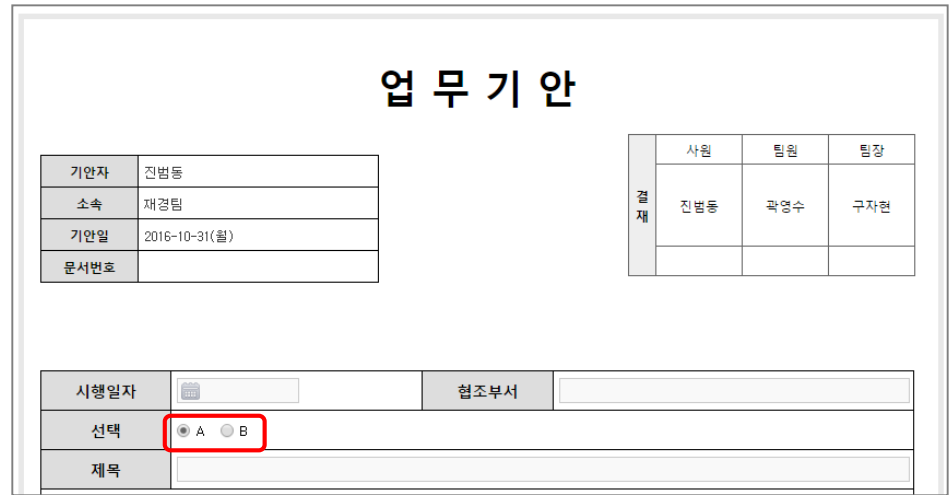 업 무 기 안
기안자 진범동
소속 재경팀
기안일 2016-10-31(월)
문서번호
결재 사원 팀원 팀장
진범동 곽영수 구자현
시행일자 협조부서
선택 A B
제목